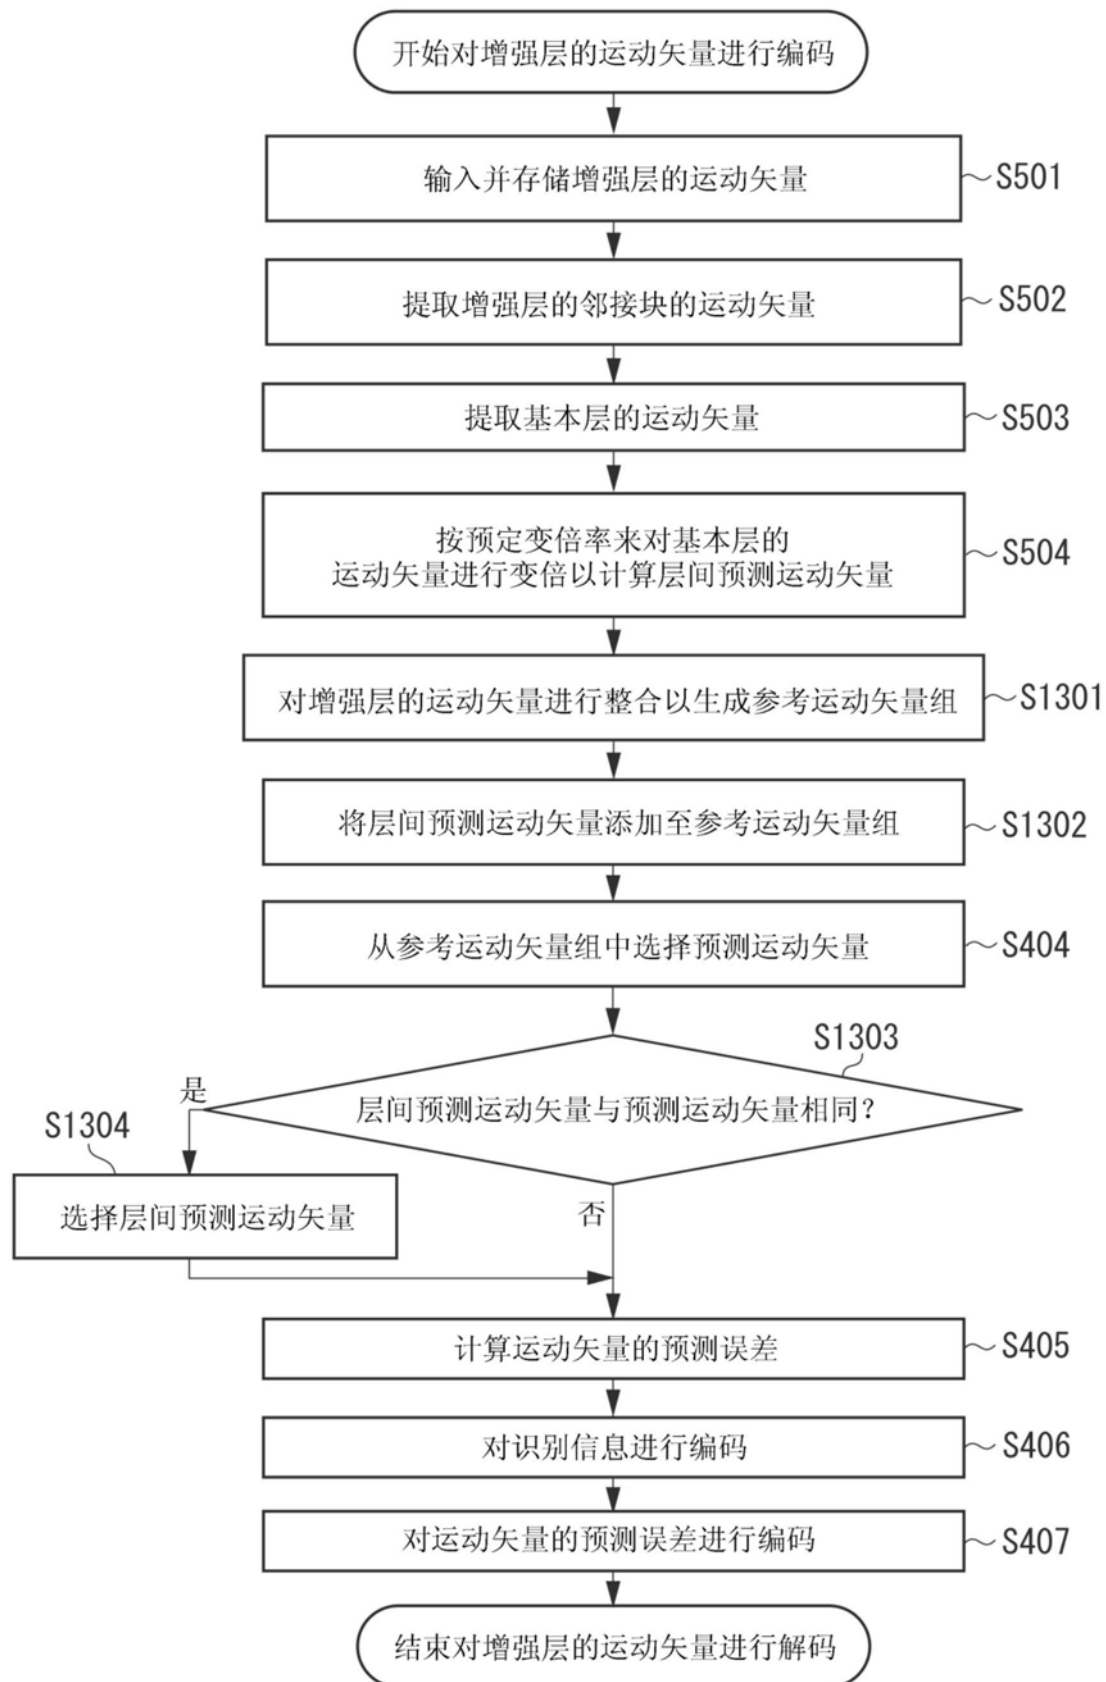 开始对增强层的运动矢量进行编码
输入并存储增强层的运动矢量
S501
提取增强层的邻接块的运动矢量
S502
提取基本层的运动矢量
S503
按预定变倍率来对基本层的
运动矢量进行变倍以计算层间预测运动矢量
S504
对增强层的运动矢量进行整合以生成参考运动矢量组
S1301
将层间预测运动矢量添加至参考运动矢量组
S1302
从参考运动矢量组中选择预测运动矢量
S404
S1303
层间预测运动矢量与预测运动矢量相同?
是
S1304
选择层间预测运动矢量
否
计算运动矢量的预测误差
S405
对识别信息进行编码
S406
对运动矢量的预测误差进行编码
S407
结束对增强层的运动矢量进行解码